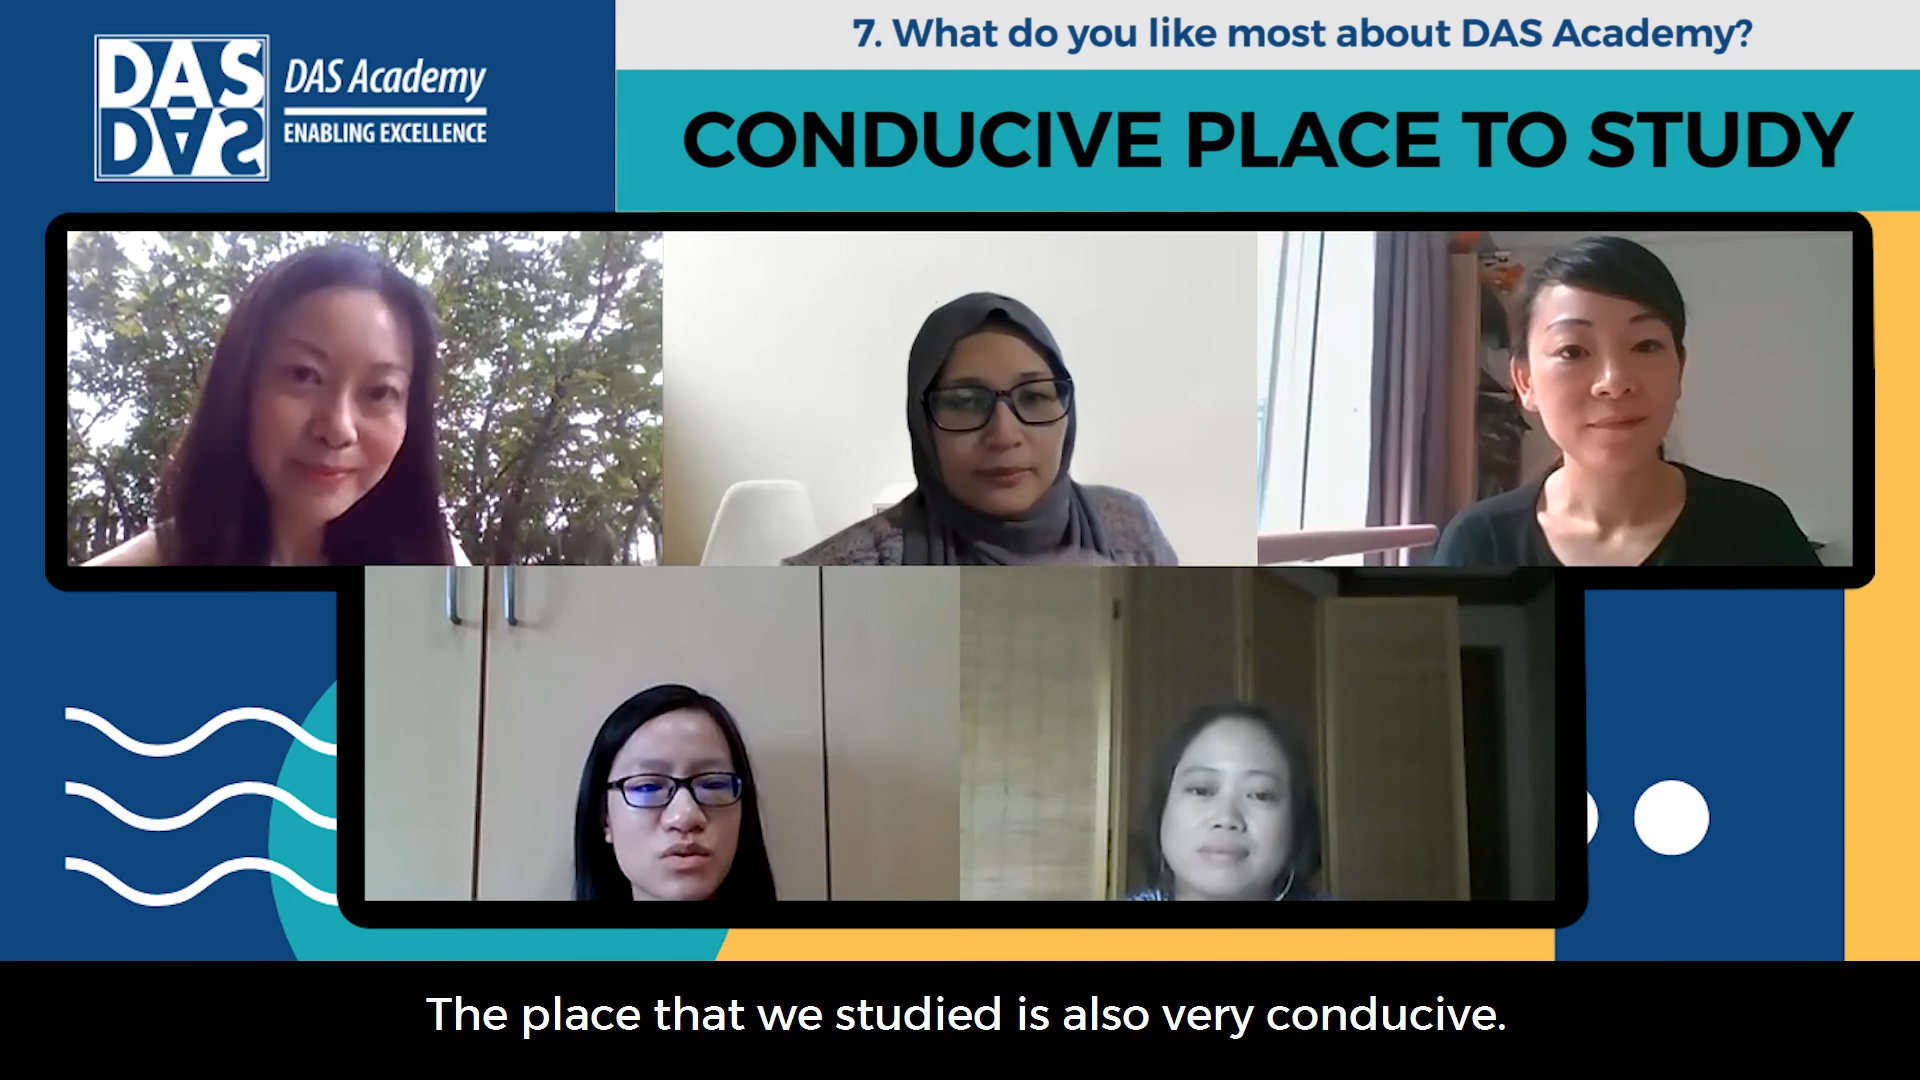 DAS
DAS
DAS Academy
ENABLING EXCELLENCE
7. What do you like most about DAS Academy?
CONDUCIVE PLACE TO STUDY
The place that we studied is also very conducive.